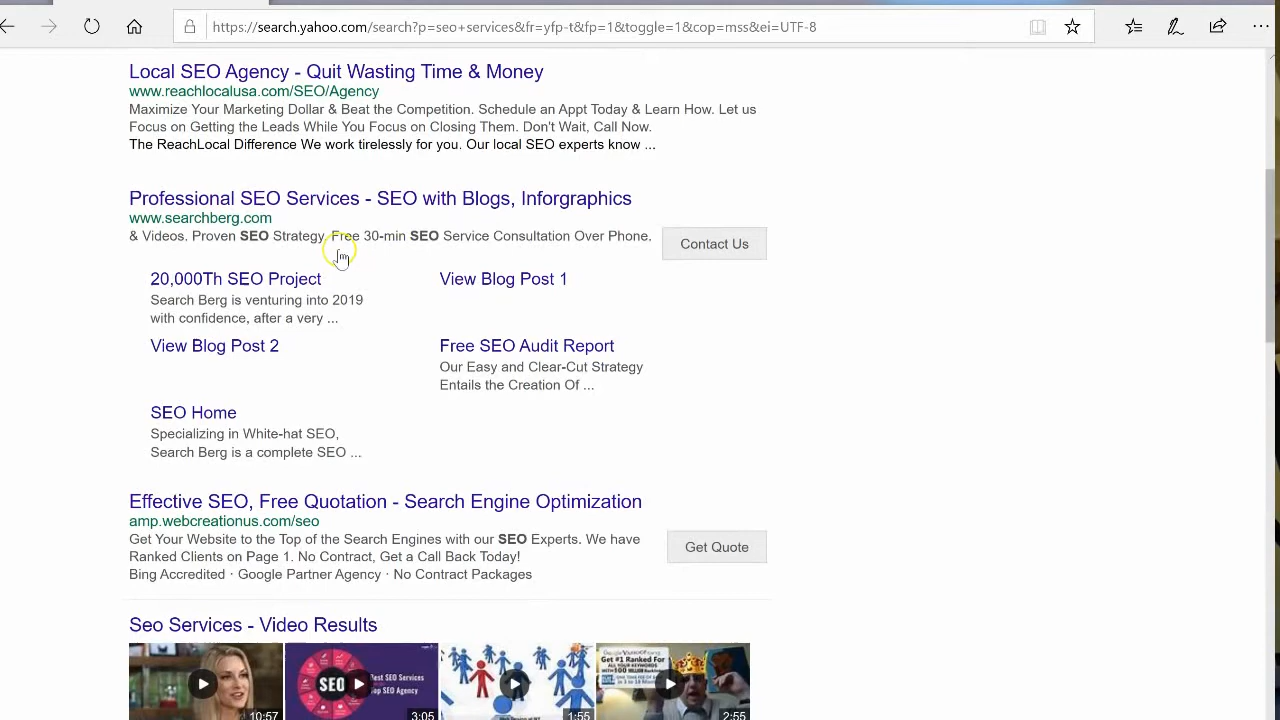 https://search.yahoo.com/search?p=seo+services&fr=yfp-t&fp=1&toggle=1&cop=mss&ei=UTF-8
Local SEO Agency - Quit Wasting Time & Money
www.reachlocalusa.com/SEO/Agency
Maximize Your Marketing Dollar & Beat the Competition. Schedule an Appt Today & Learn How. Let us
Focus on Getting the Leads While You Focus on Closing Them. Don't Wait, Call Now.
The ReachLocal Difference We work tirelessly for you. Our local SEO experts know ...
Professional SEO Services - SEO with Blogs, Inforgraphics
www.searchberg.com
& Videos. Proven SEO Strategy. Free 30-min SEO Service Consultation Over Phone.
Contact Us
20,000Th SEO Project
View Blog Post 1
Search Berg is venturing into 2019
with confidence, after a very ...
View Blog Post 2
Free SEO Audit Report
Our Easy and Clear-Cut Strategy
Entails the Creation Of ...
SEO Home
Specializing in White-hat SEO,
Search Berg is a complete SEO ...
Effective SEO, Free Quotation - Search Engine Optimization
amp.webcreationus.com/seo
Get Your Website to the Top of the Search Engines with our SEO Experts. We have
Ranked Clients on Page 1. No Contract, Get a Call Back Today!
Get Quote
Bing Accredited · Google Partner Agency · No Contract Packages
Seo Services - Video Results
SEO
Best SEO Services
Top SEO Agency
Get #1 Ranked For
10:57
3:05
1:55
2:55